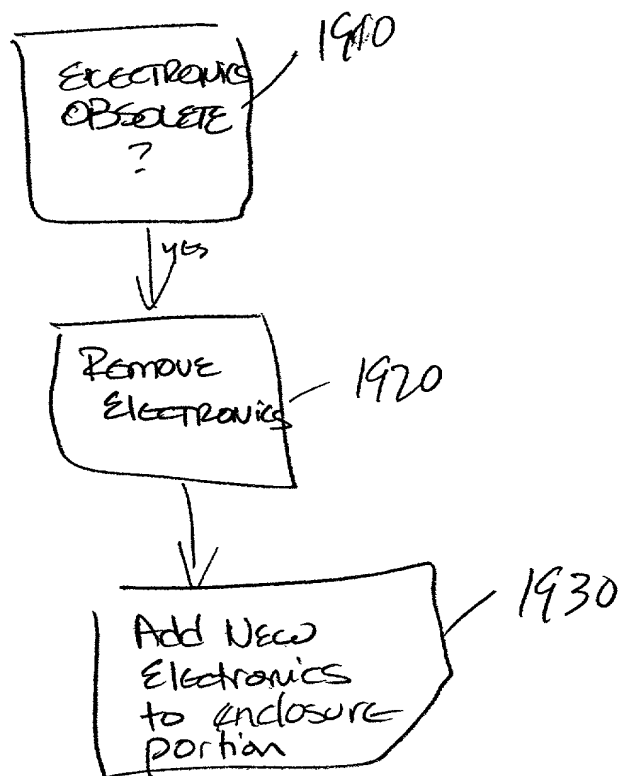 ELECTRONICS
OBSOLETE
?
1910
yes
Remove
Electronics
1920
Add New
Electronics
to enclosure
portion
1930